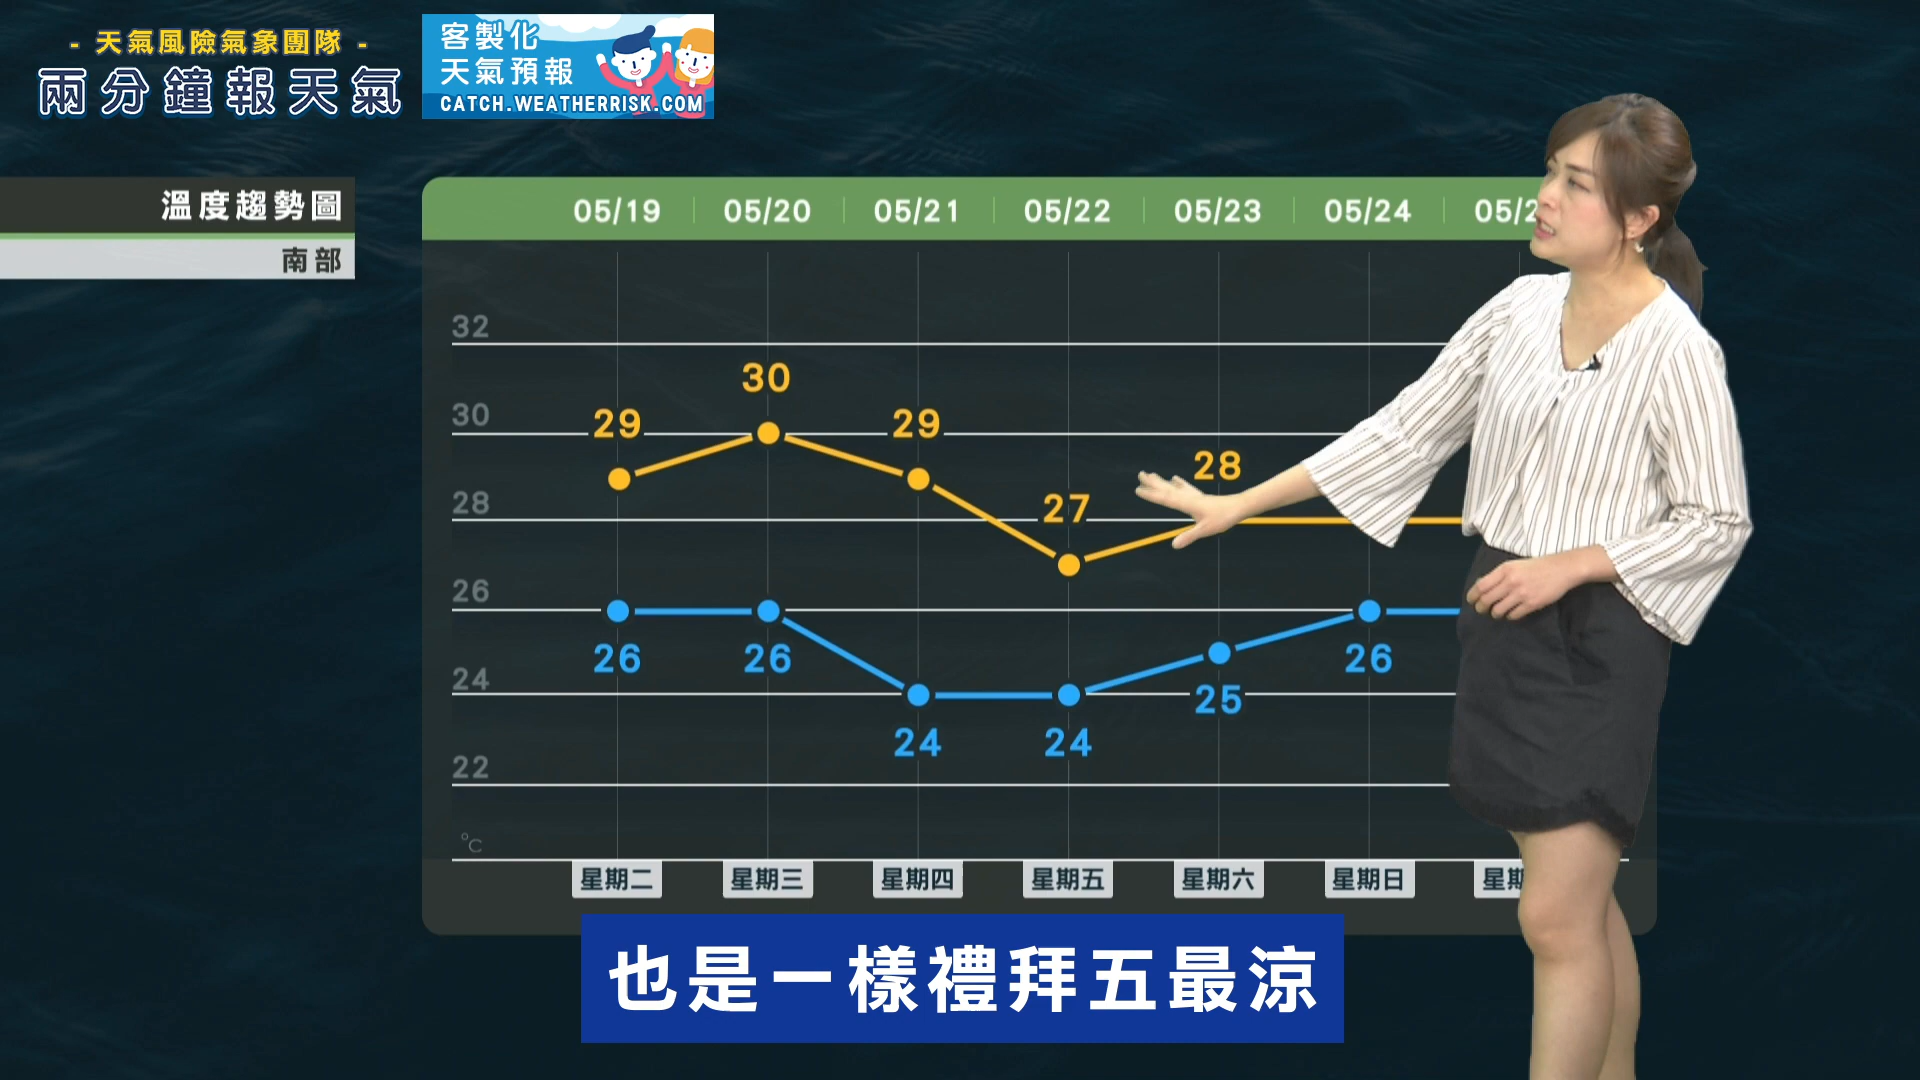 - 天氣風險氣象團隊 -
兩分鐘報天氣
客製化
天氣預報
CATCH.WEATHERRISK.COM
溫度趨勢圖
南部
05/19 05/20 05/21 05/22 05/23 05/24 05/2
32
30
30
29 29
28
28
27
26
26 26 26
24
25
24 24
22
°C
星期二 星期三 星期四 星期五 星期六 星期日 星期
也是一樣禮拜五最涼